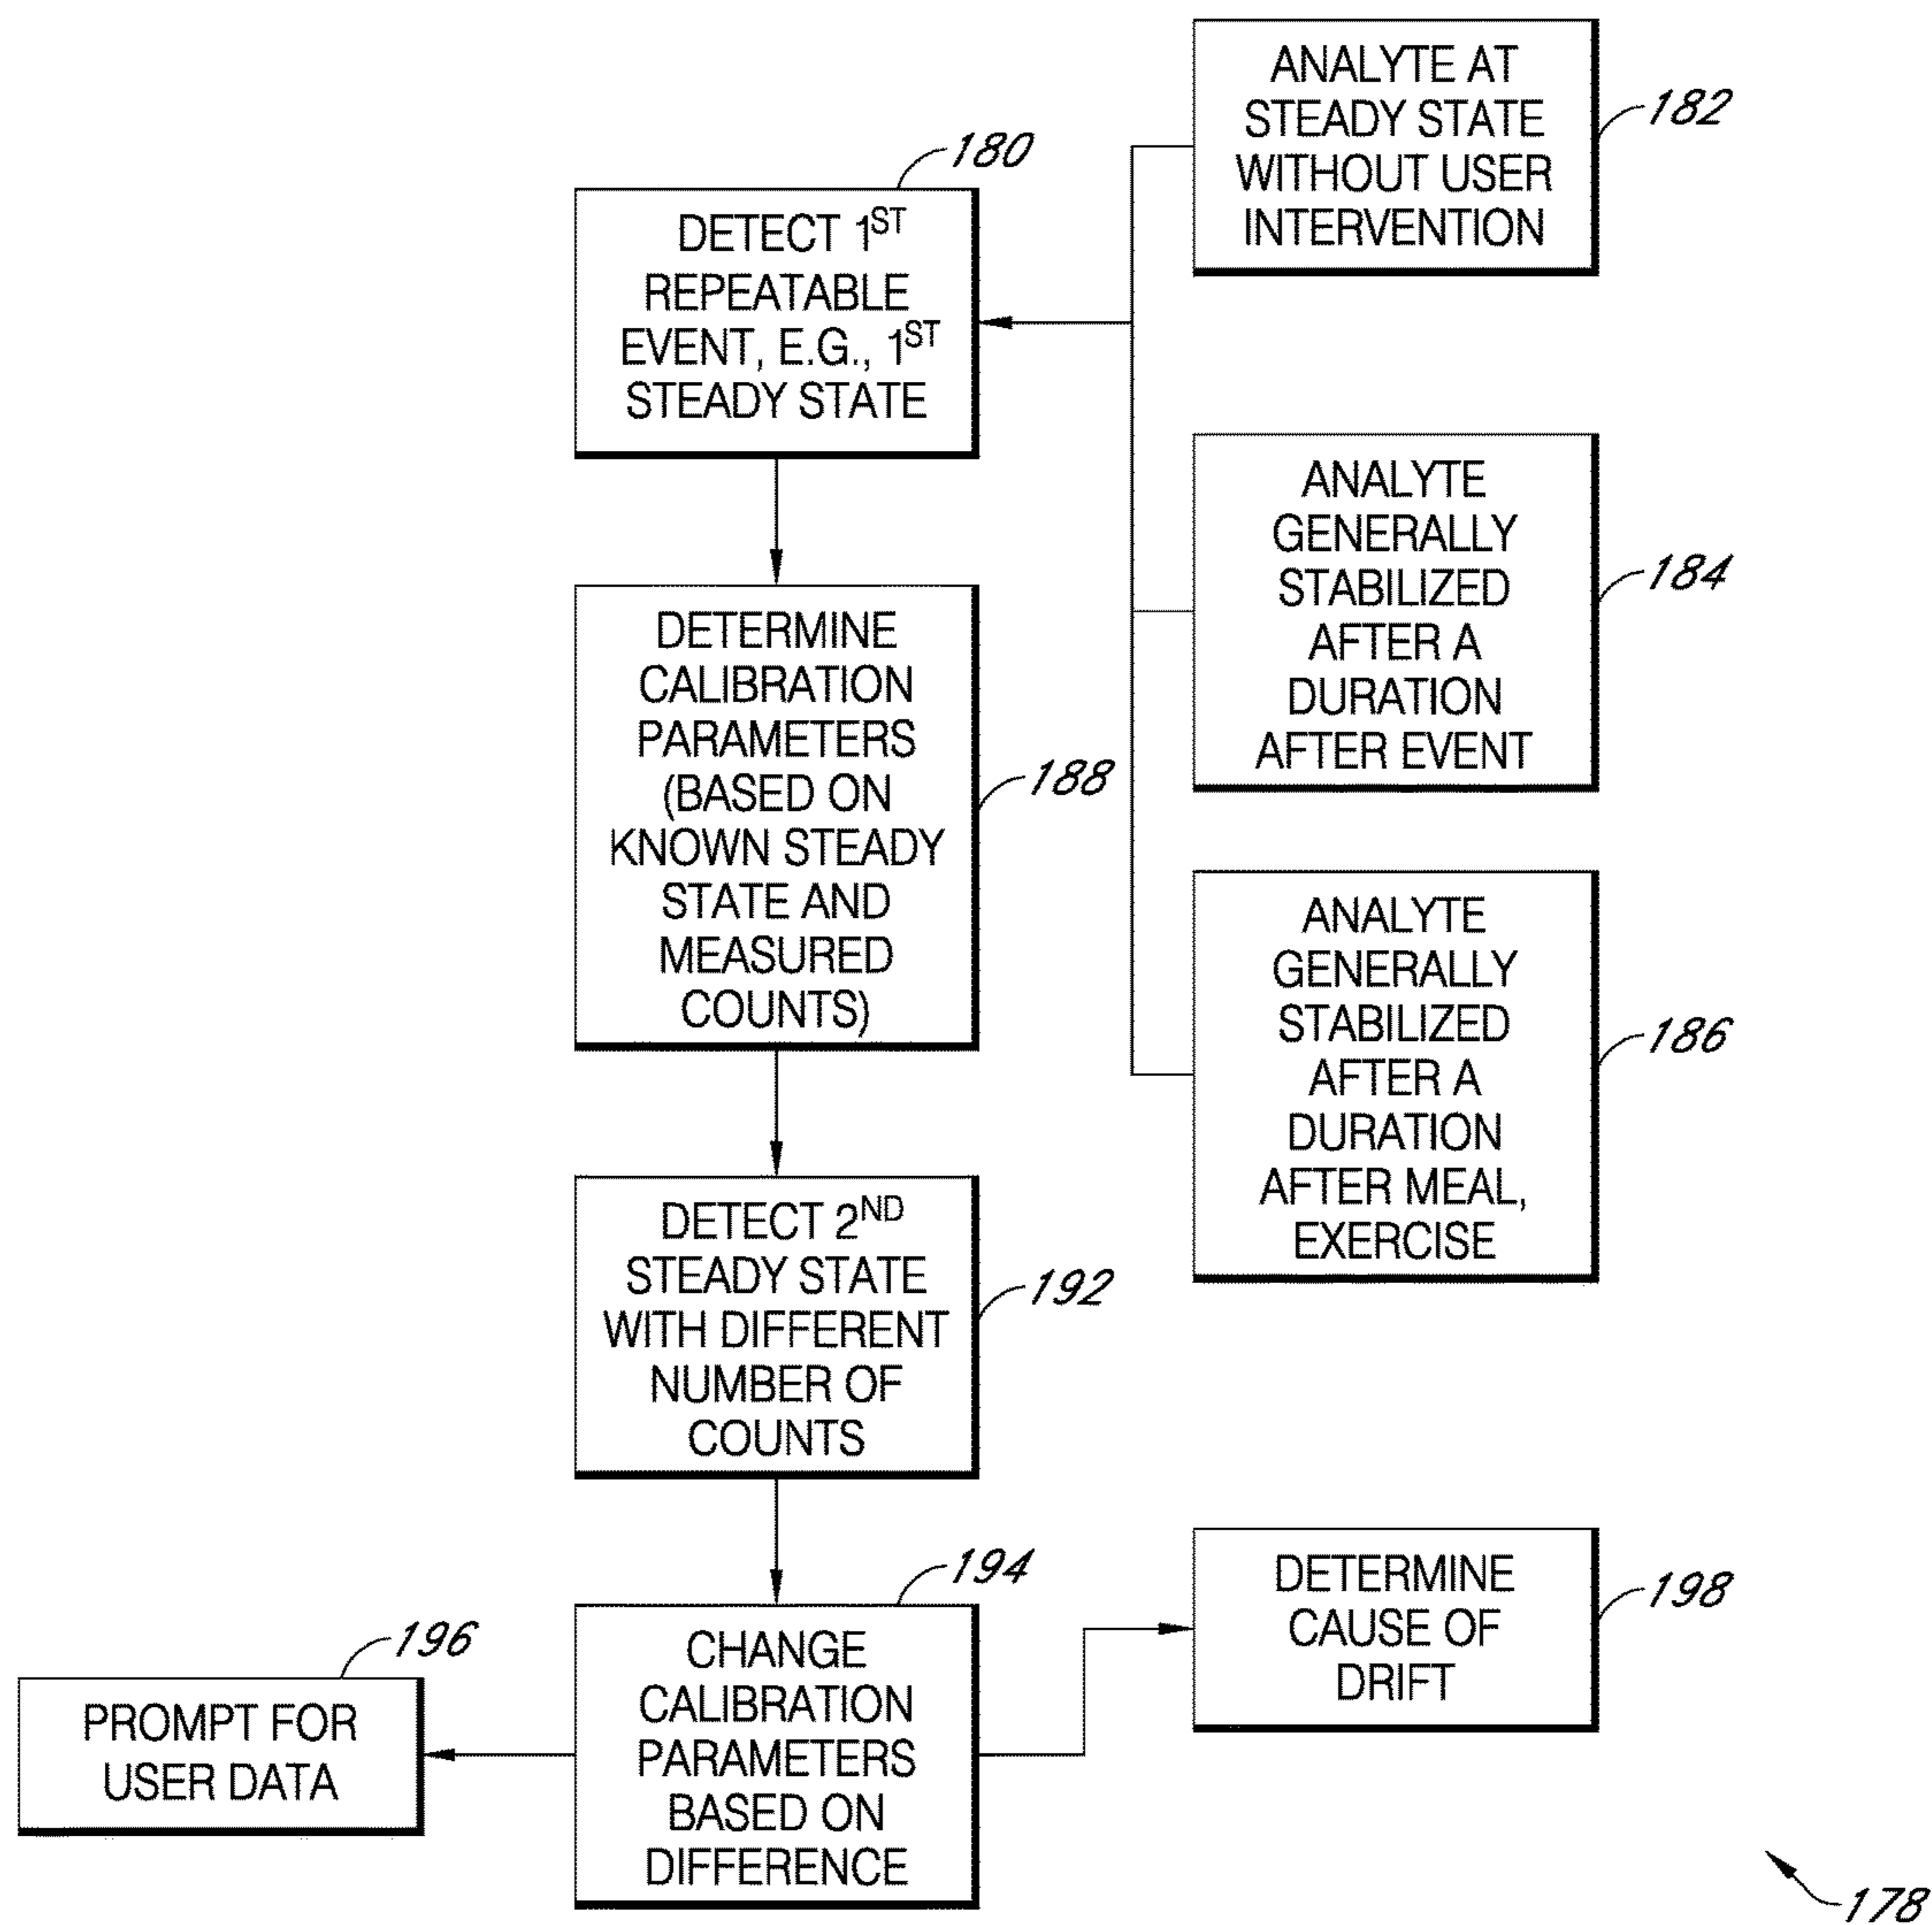 180
DETECT 1ST
REPEATABLE
EVENT, E.G., 1ST
STEADY STATE
ANALYTE AT
STEADY STATE
WITHOUT USER
INTERVENTION
182
ANALYTE
GENERALLY
STABILIZED
AFTER A
DURATION
AFTER EVENT
184
ANALYTE
GENERALLY
STABILIZED
AFTER A
DURATION
AFTER MEAL,
EXERCISE
186
DETERMINE
CALIBRATION
PARAMETERS
(BASED ON
KNOWN STEADY
STATE AND
MEASURED
COUNTS)
188
DETECT 2ND
STEADY STATE
WITH DIFFERENT
NUMBER OF
COUNTS
192
194
CHANGE
CALIBRATION
PARAMETERS
BASED ON
DIFFERENCE
196
PROMPT FOR
USER DATA
DETERMINE
CAUSE OF
DRIFT
198
178